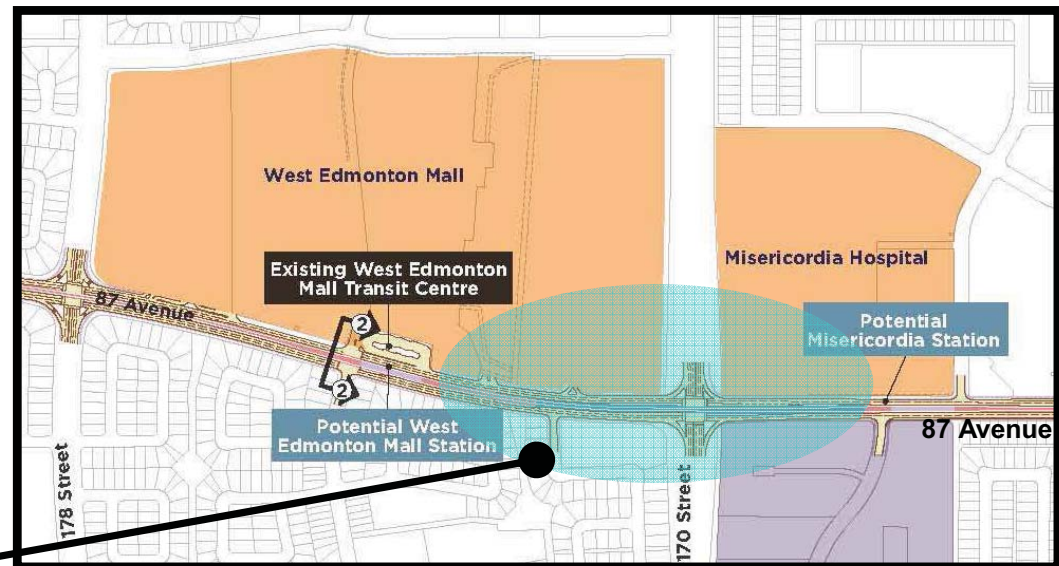 West Edmonton Mall
Misericordia Hospital
Existing West Edmonton
Mall Transit Centre
87 Avenue
2
2
Potential
Misericordia Station
Potential West
Edmonton Mall Station
87 Avenue
178 Street
170 Street